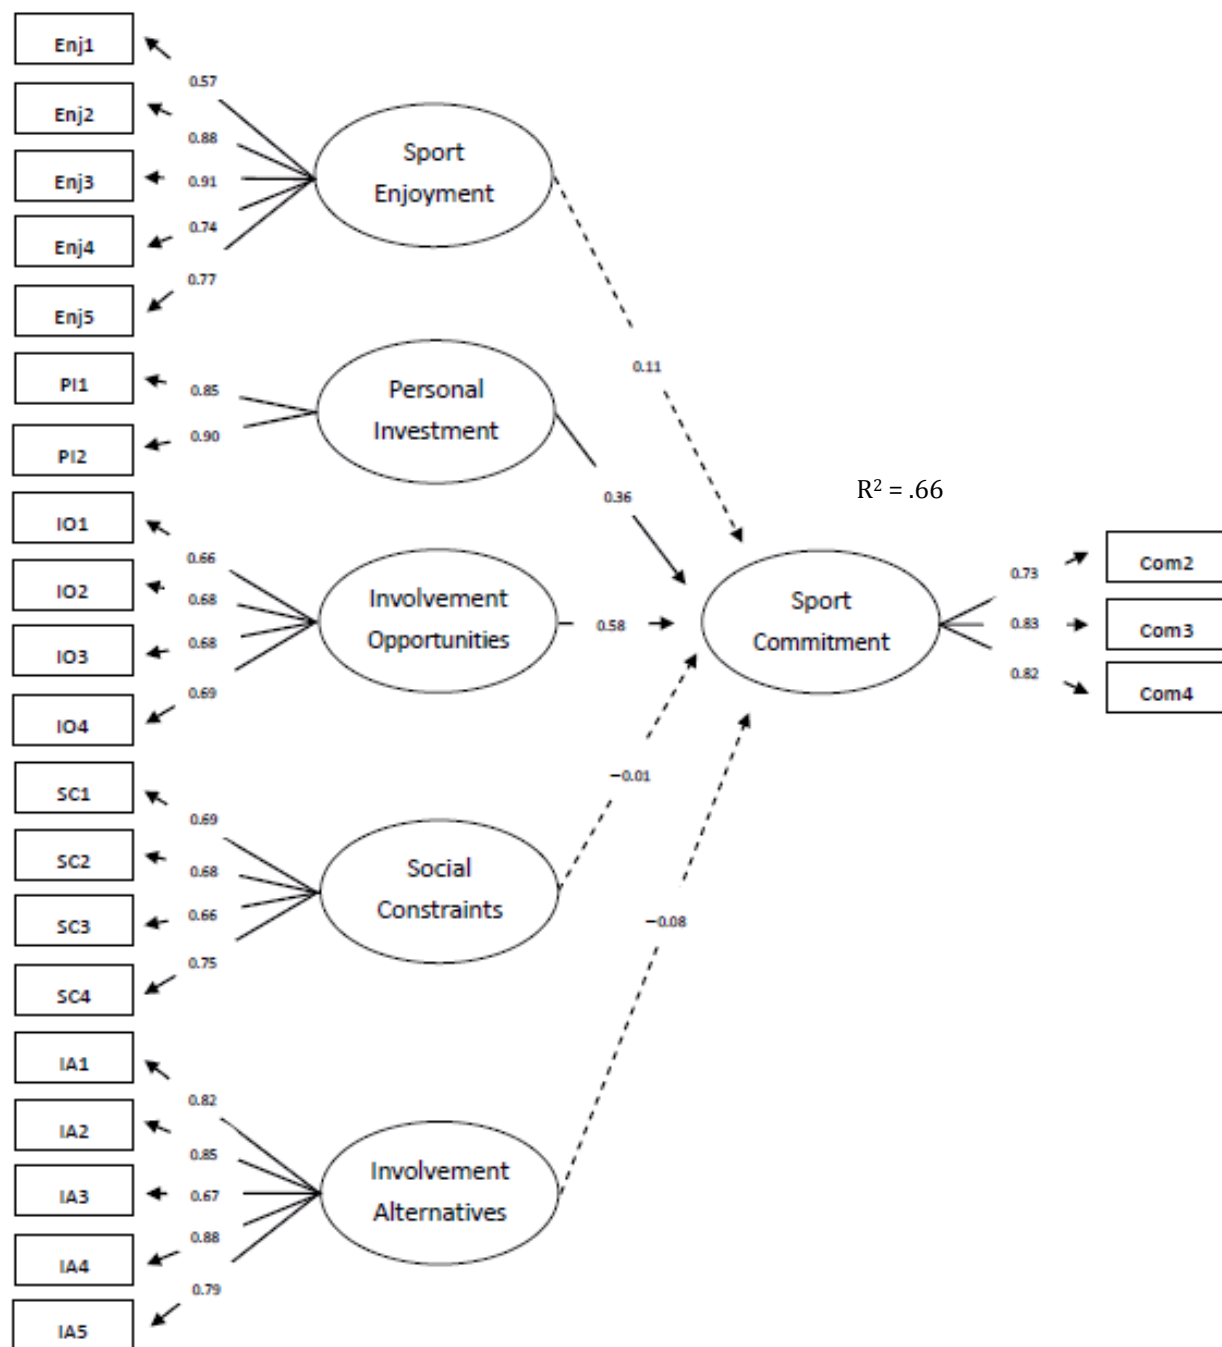 Enj1
0.57
Enj2
0.88
Enj3
0.91
Enj4
0.74
Enj5
0.77
Sport
Enjoyment
0.11
PI1
0.85
PI2
0.90
Personal
Investment
0.36
IO1
0.66
IO2
0.68
IO3
0.68
IO4
0.69
Involvement
Opportunities
0.58
SC1
0.69
SC2
0.68
SC3
0.66
SC4
0.75
Social
Constraints
−0.01
IA1
0.82
IA2
0.85
IA3
0.67
IA4
0.88
IA5
0.79
Involvement
Alternatives
−0.08
R² = .66
Sport
Commitment
0.73
Com2
0.83
Com3
0.82
Com4